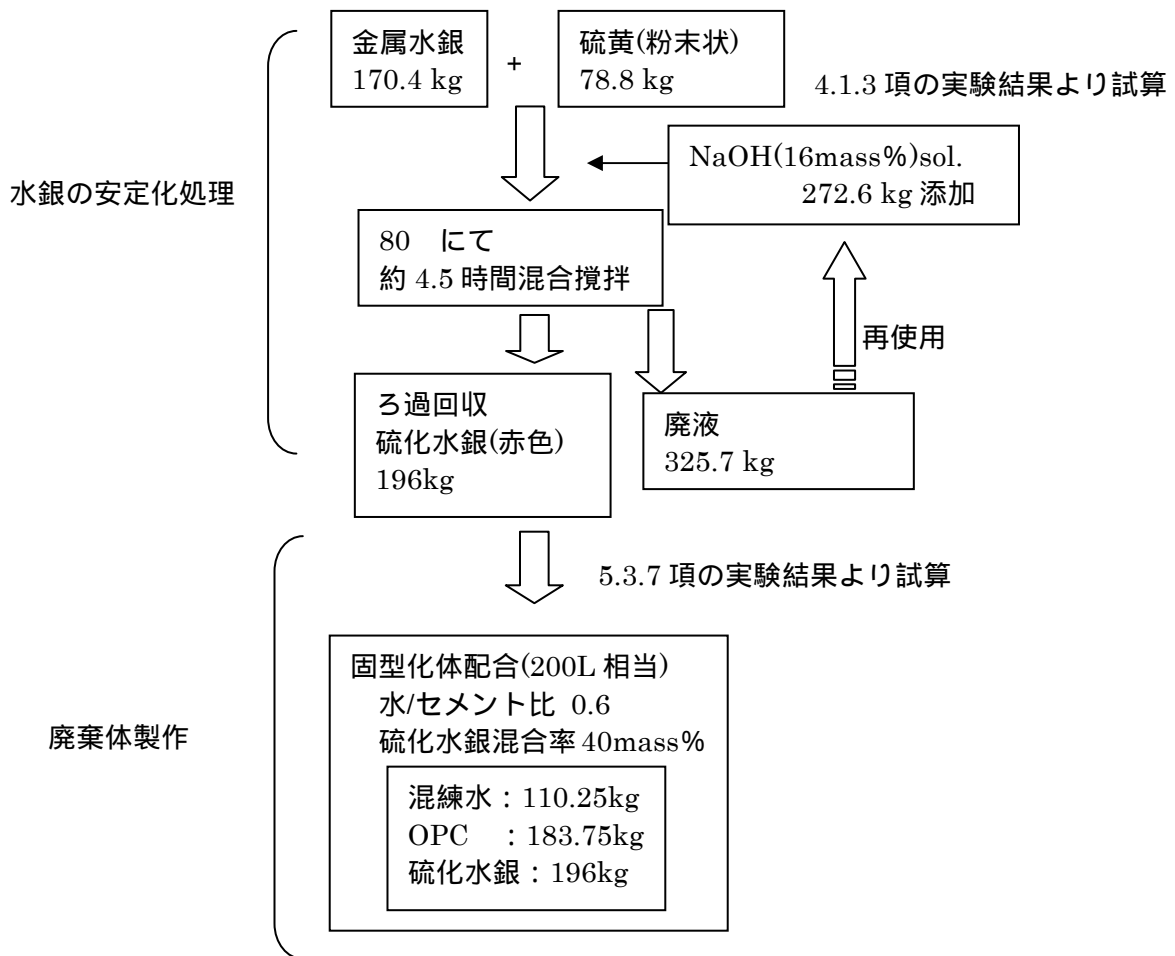 金属水銀
170.4 kg
+
硫黄(粉末状)
78.8 kg
4.1.3 項の実験結果より試算
NaOH(16mass%)sol.
272.6 kg 添加
水銀の安定化処理
80　にて
約 4.5 時間混合撹拌
再使用
ろ過回収
硫化水銀(赤色)
196kg
廃液
325.7 kg
5.3.7 項の実験結果より試算
廃棄体製作
固型化体配合(200L 相当)
水/セメント比 0.6
硫化水銀混合率 40mass%
混練水：110.25kg
OPC　：183.75kg
硫化水銀：196kg